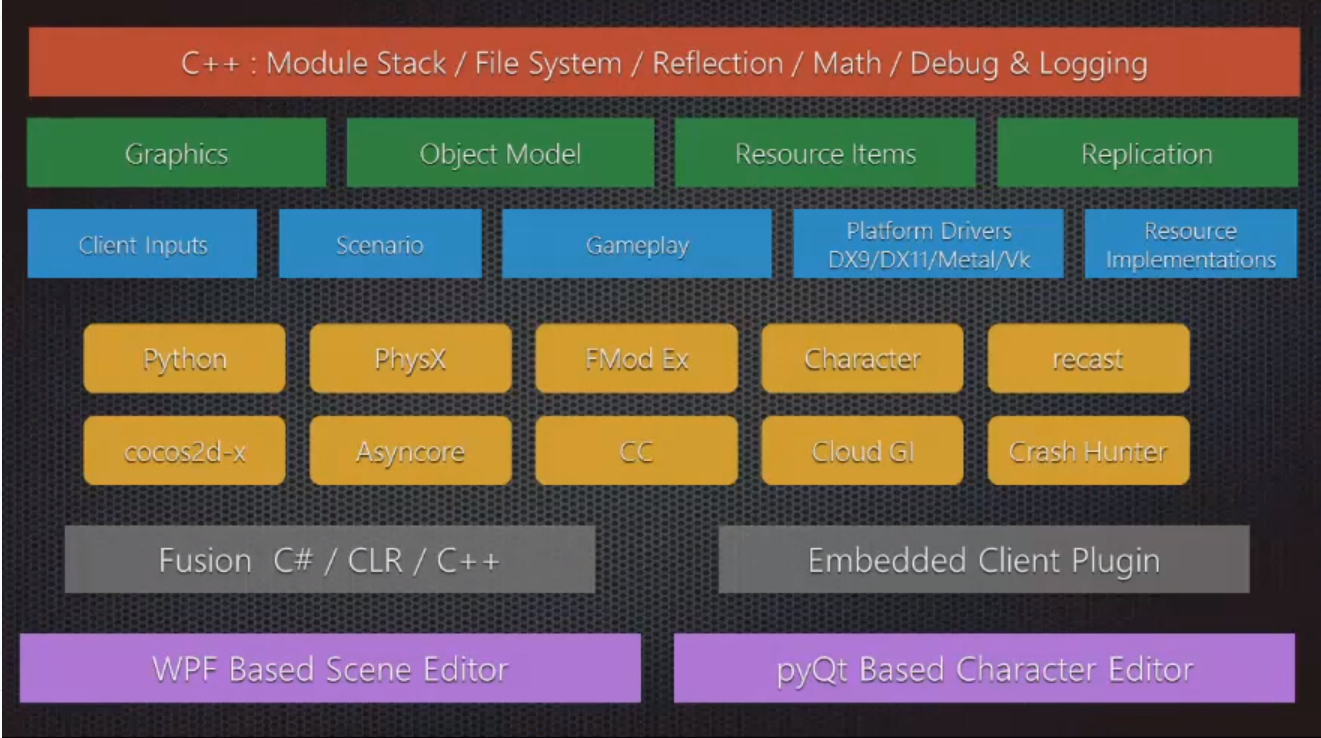 C++ : Module Stack / File System / Reflection / Math / Debug & Logging
Graphics
Object Model
Resource Items
Replication
Client Inputs
Scenario
Gameplay
Platform Drivers
DX9/DX11/Metal/Vk
Resource
Implementations
Python
PhysX
FMod Ex
Character
recast
cocos2d-x
Asyncore
CC
Cloud GI
Crash Hunter
Fusion C# / CLR / C++
Embedded Client Plugin
WPF Based Scene Editor
pyQt Based Character Editor